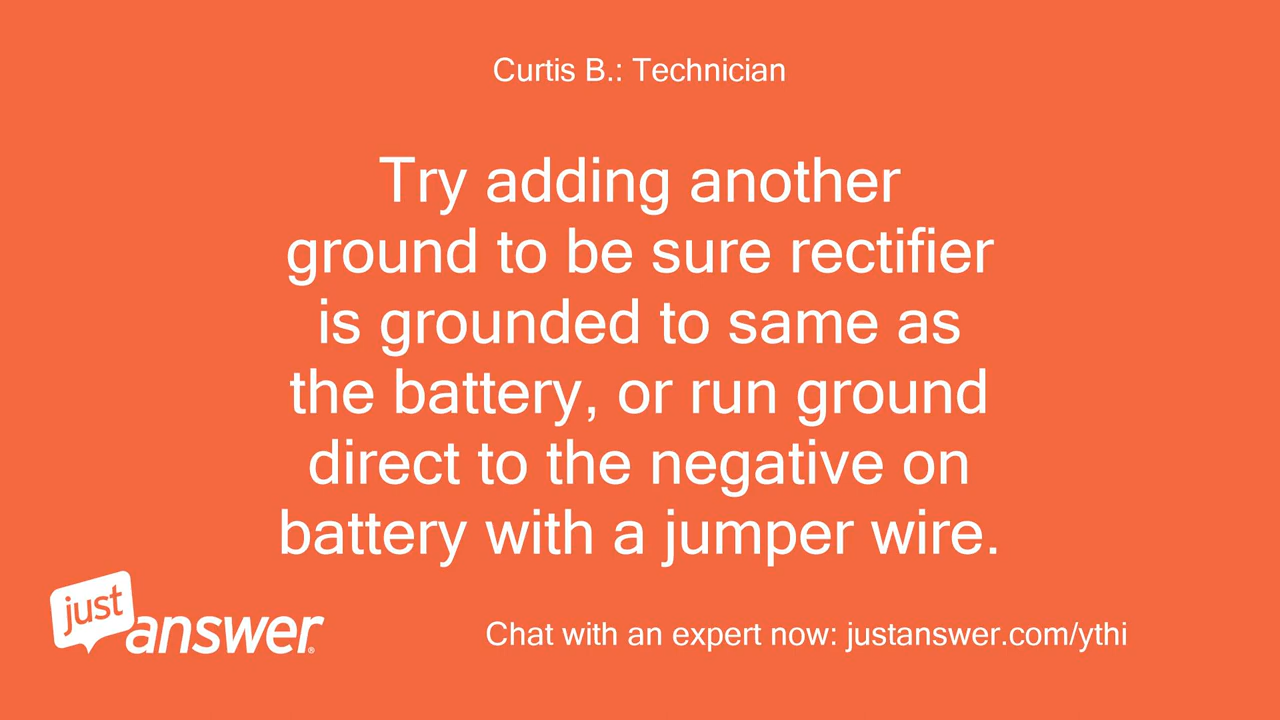 Curtis B.: Technician
Try adding another
ground to be sure rectifier
is grounded to same as
the battery, or run ground
direct to the negative on
battery with a jumper wire.
just
answer®
Chat with an expert now: justanswer.com/ythi